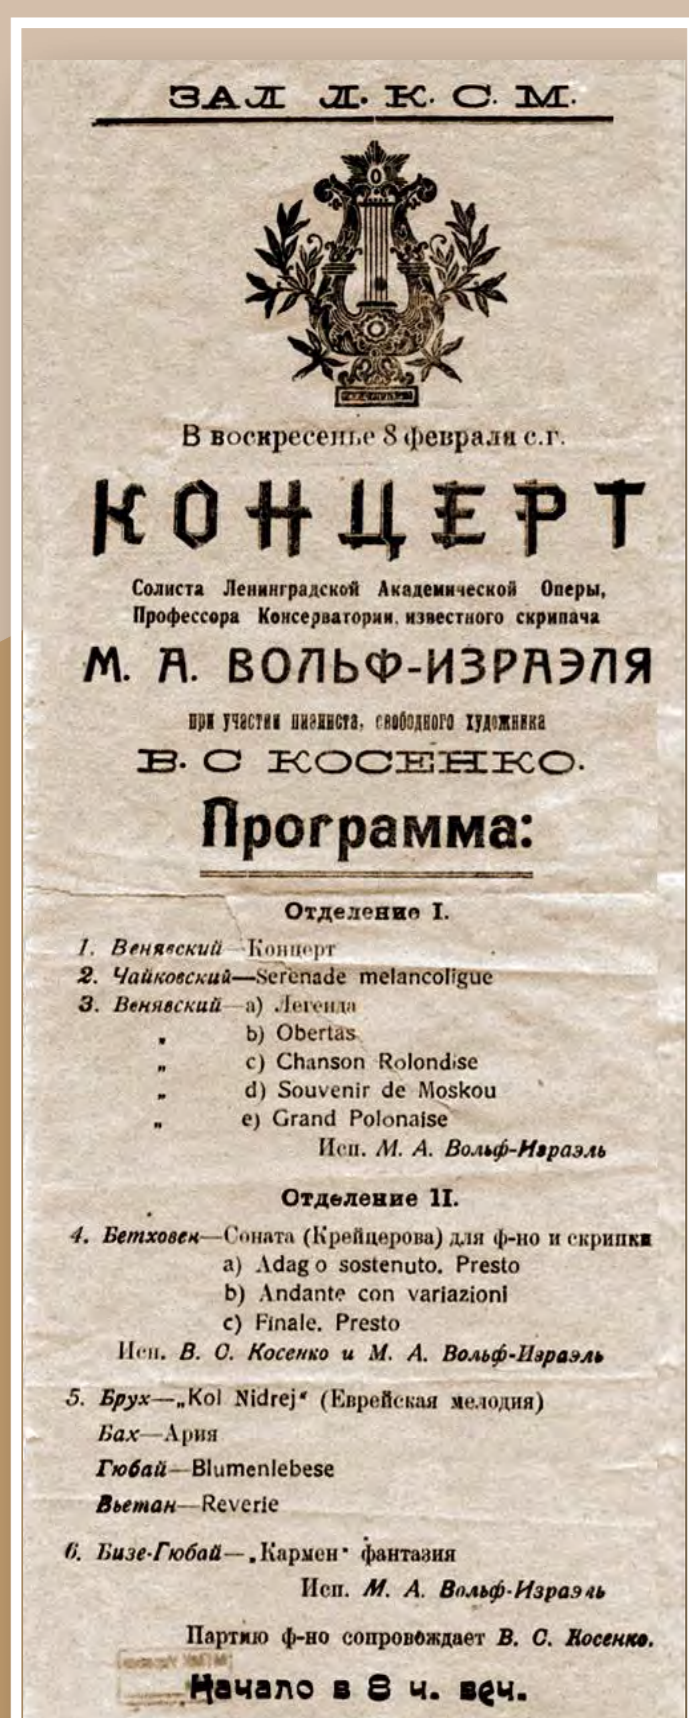 ЗАЛ Л. К. С. М.
В воскресенье 8 февраля с.г.
КОНЦЕРТ
Солиста Ленинградской Академической Оперы,
Профессора Консерватории, известного скрипача
М. А. ВОЛЬФ-ИЗРАЭЛЯ
при участии пианиста, свободного художника
В. С КОСЕНКО.
Программа:
Отделение I.
1. Венявский—Концерт
2. Чайковский—Serenade melancoligue
3. Венявский—a) Легенда
„ b) Obertas
„ c) Chanson Rolondise
„ d) Souvenir de Moskou
„ e) Grand Polonaise
Исп. М. А. Вольф-Израэль
Отделение II.
4. Бетховен—Соната (Крейцерова) для ф-но и скрипки
a) Adag o sostenuto. Presto
b) Andante con variazioni
c) Finale. Presto
Исп. В. С. Косенко и М. А. Вольф-Израэль
5. Брух—„Kol Nidrej“ (Еврейская мелодия)
Бах—Ария
Гюбай—Blumenlebese
Вьетан—Reverie
6. Бизе-Гюбай—„Кармен“ фантазия
Исп. М. А. Вольф-Израэль
Партию ф-но сопровождает В. С. Косенко.
Начало в 8 ч. веч.